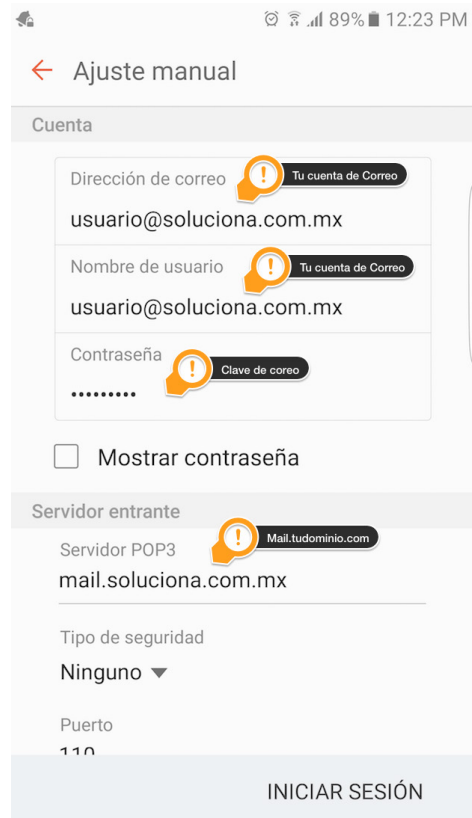 89% 12:23 PM
Ajuste manual
Cuenta
Dirección de correo
! Tu cuenta de Correo
usuario@soluciona.com.mx
Nombre de usuario
! Tu cuenta de Correo
usuario@soluciona.com.mx
Contraseña
! Clave de coreo
•••••••••
Mostrar contraseña
Servidor entrante
Servidor POP3
! Mail.tudominio.com
mail.soluciona.com.mx
Tipo de seguridad
Ninguno
Puerto
110
INICIAR SESIÓN